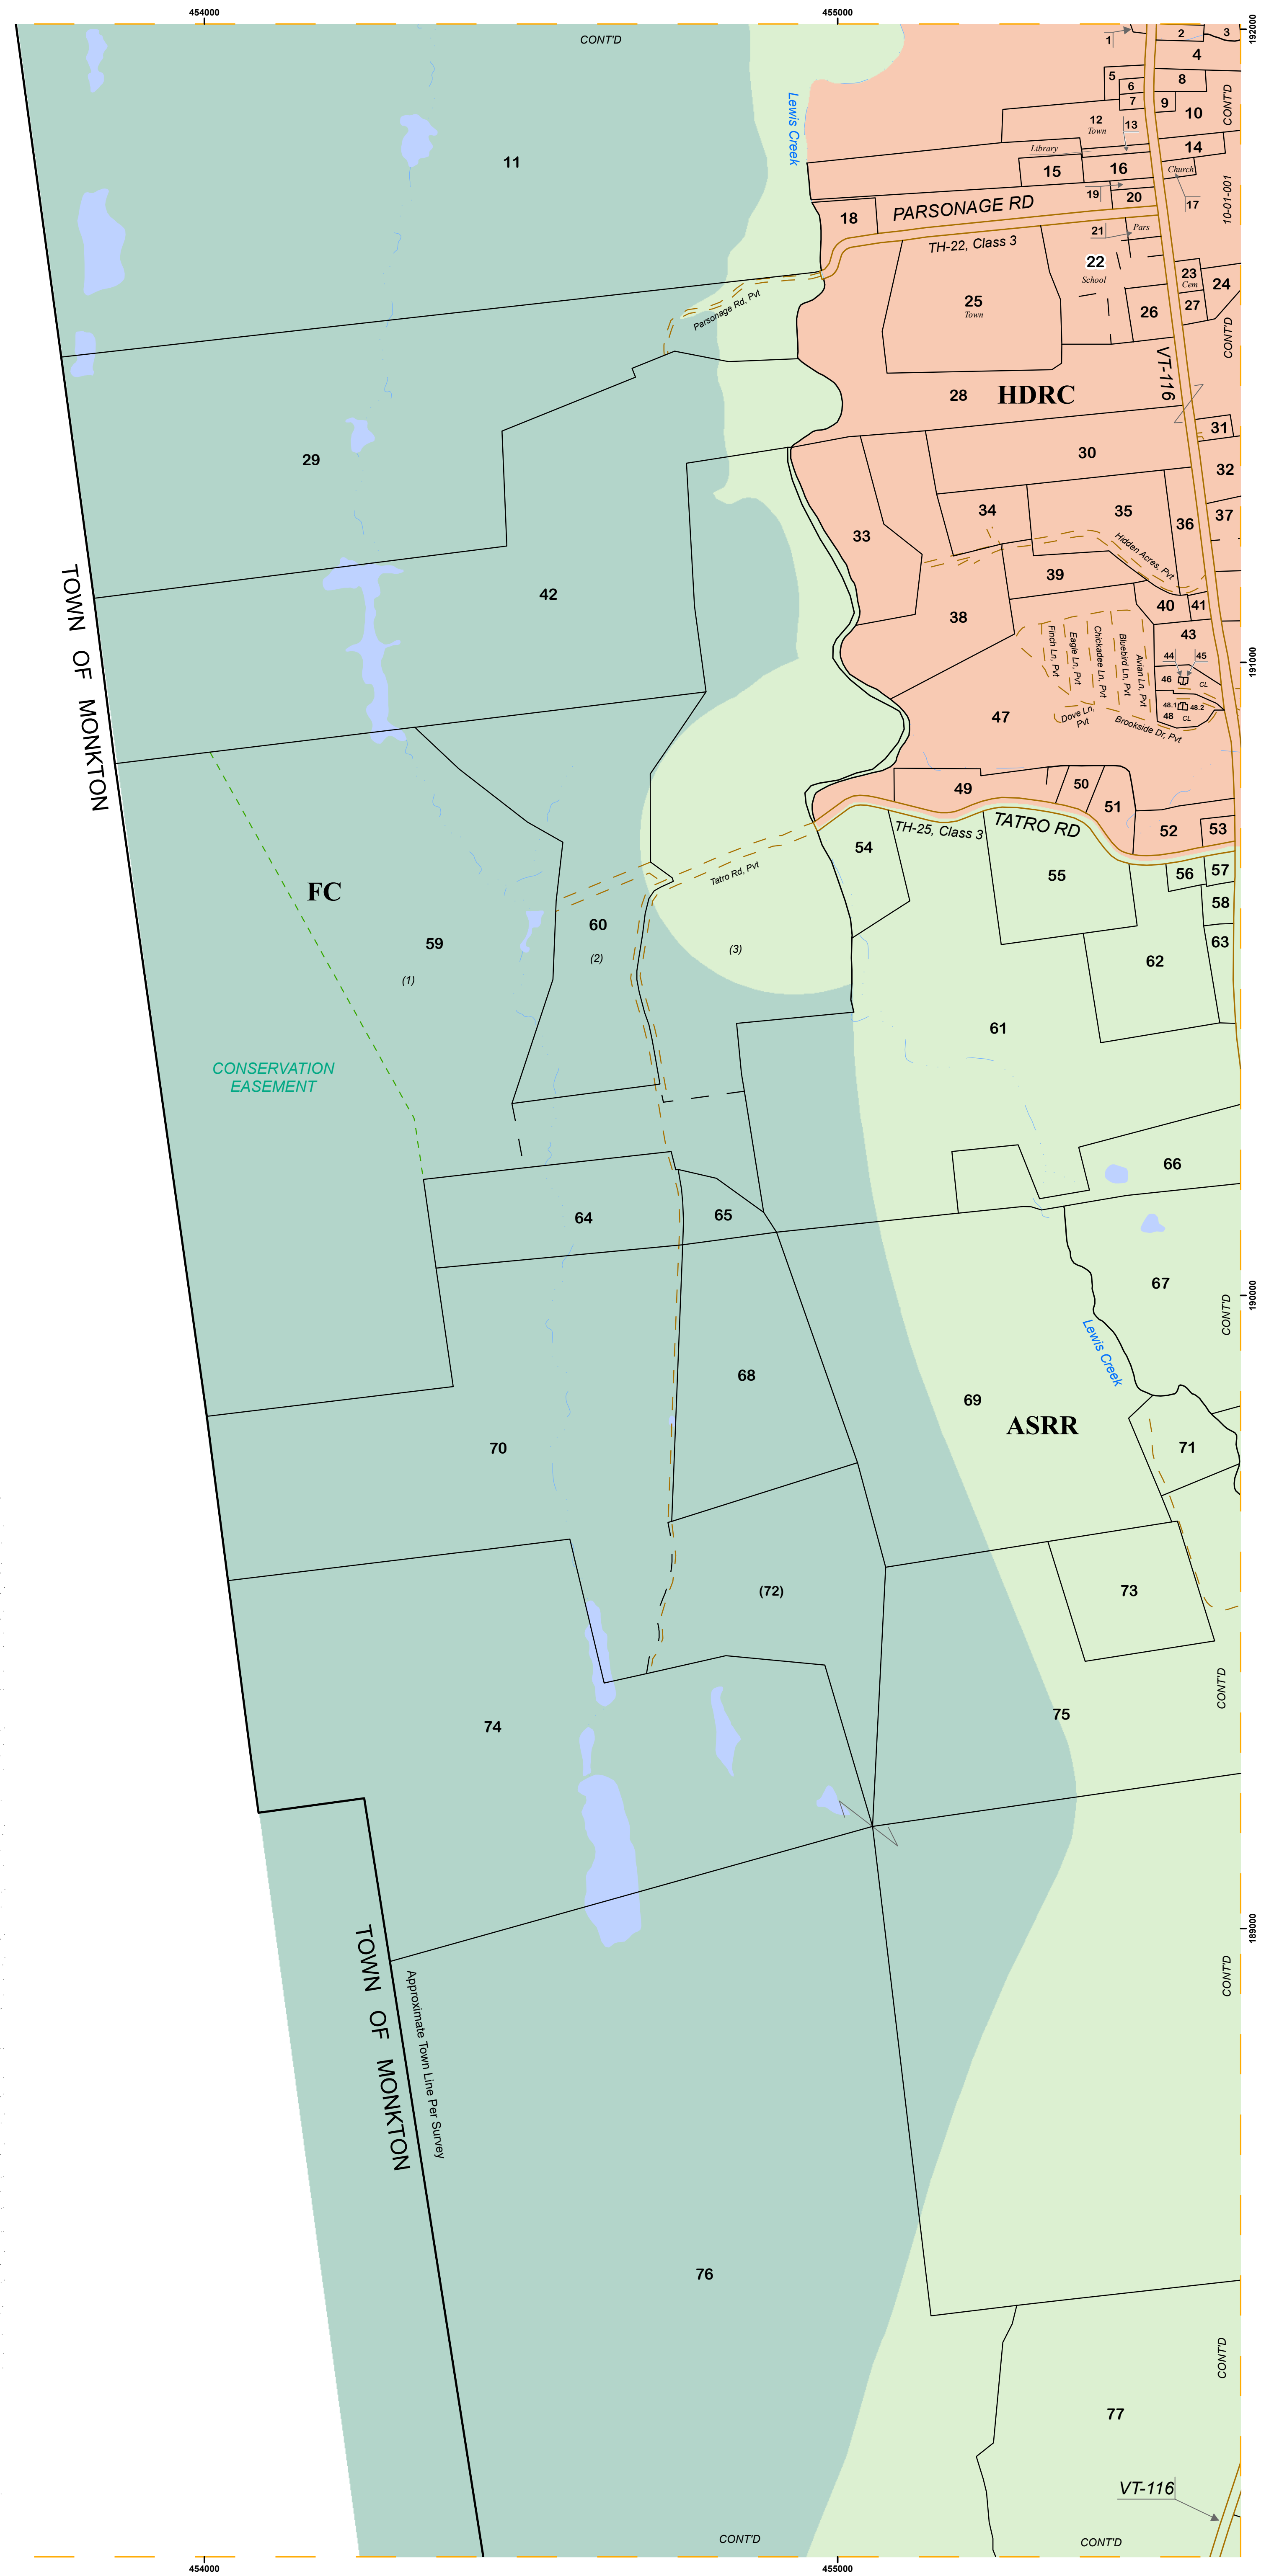 454000
455000
192000
CONT'D
1
2
3
4
5
6
7
8
9
10
CONT'D
Lewis Creek
11
12
Town
13
14
Library
15
16
Church
17
10-01-001
18
PARSONAGE RD
19
20
TH-22, Class 3
21
Pars
22
School
23
Cem
24
25
Town
26
27
CONT'D
Parsonage Rd, Pvt
VT-116
28
HDRC
29
30
31
32
33
34
35
36
37
Hidden Acres, Pvt
TOWN OF MONKTON
42
38
39
40
41
43
191000
Finch Ln, Pvt
Eagle Ln, Pvt
Chickadee Ln, Pvt
Bluebird Ln, Pvt
Avian Ln, Pvt
44
45
46
CL
47
48.1
48.2
48
CL
Dove Ln,
Pvt
Brookside Dr, Pvt
49
50
51
52
53
TH-25, Class 3
TATRO RD
54
55
56
57
58
Tatro Rd, Pvt
FC
59
60
(1)
(2)
(3)
61
62
63
CONSERVATION
EASEMENT
64
65
66
67
190000
CONT'D
Lewis Creek
68
69
ASRR
70
71
(72)
73
74
75
CONT'D
189000
TOWN OF MONKTON
Approximate Town Line Per Survey
CONT'D
76
CONT'D
77
VT-116
CONT'D
CONT'D
454000
455000